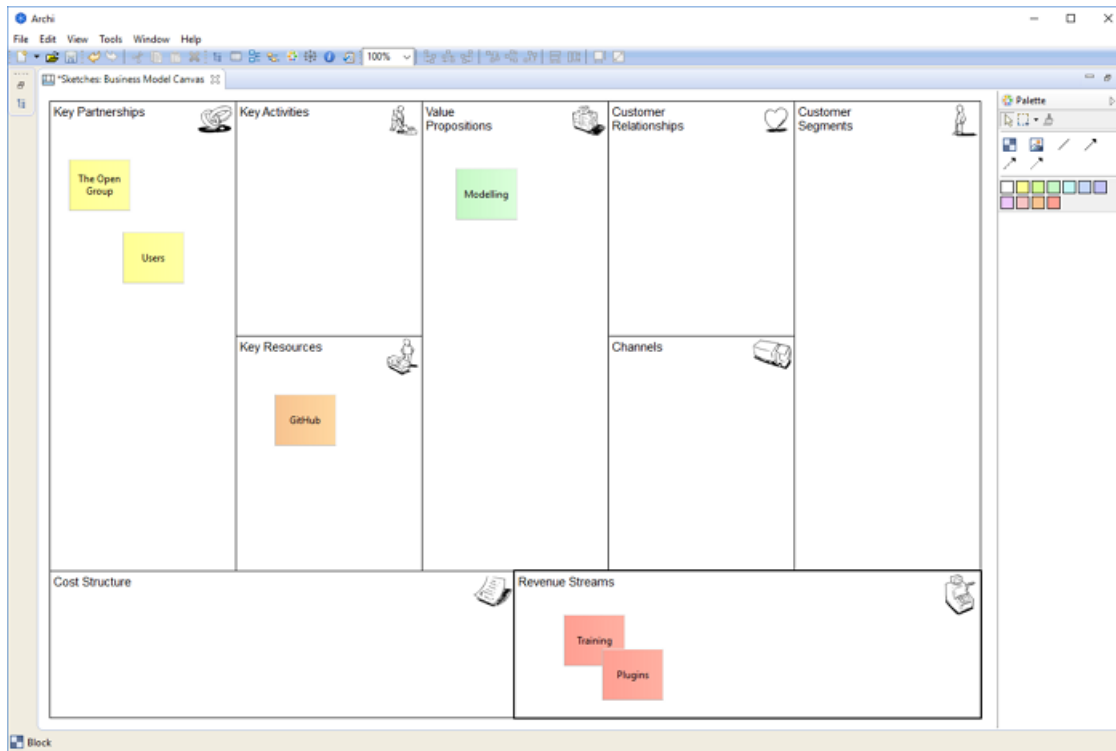 Archi
File Edit View Tools Window Help
100%
*Sketches: Business Model Canvas
Palette
Key Partnerships
Key Activities
Value
Propositions
Customer
Relationships
Customer
Segments
The Open
Group
Users
Modelling
Key Resources
Channels
GitHub
Cost Structure
Revenue Streams
Training
Plugins
Block